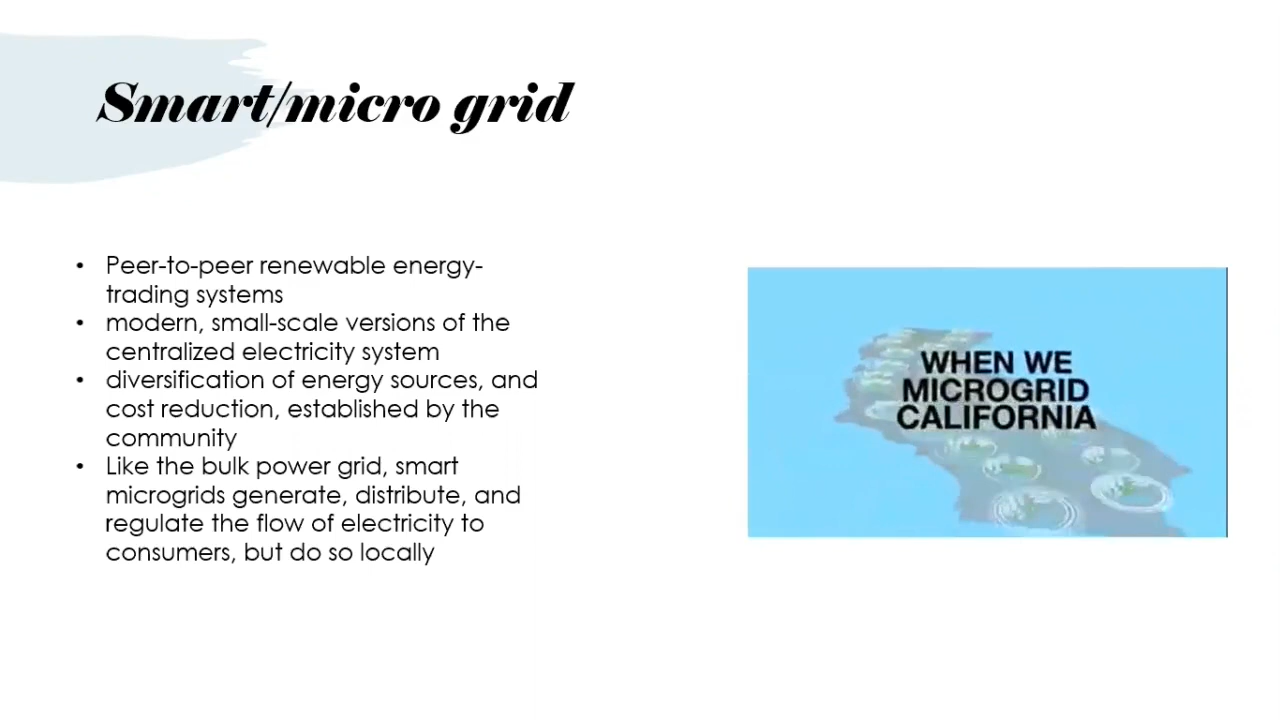 Smart/micro grid
• Peer-to-peer renewable energy-
trading systems
• modern, small-scale versions of the
centralized electricity system
• diversification of energy sources, and
cost reduction, established by the
community
• Like the bulk power grid, smart
microgrids generate, distribute, and
regulate the flow of electricity to
consumers, but do so locally
WHEN WE
MICROGRID
CALIFORNIA